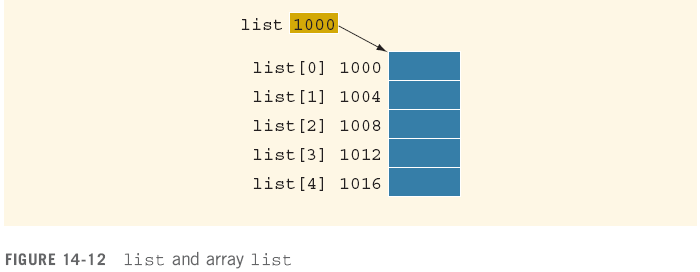 list 1000
list[0] 1000
list[1] 1004
list[2] 1008
list[3] 1012
list[4] 1016
FIGURE 14-12 list and array list